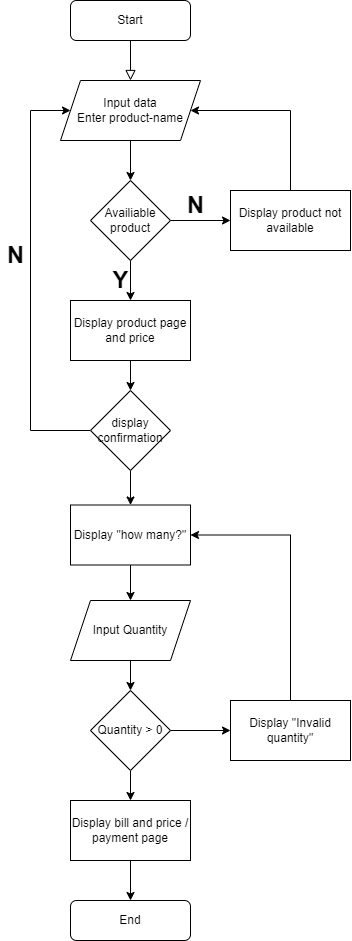 Start
Input data
Enter product-name
Availiable
product
N
Display product not
available
N
Y
Display product page
and price
display
confirmation
Display "how many?"
Input Quantity
Quantity > 0
Display "Invalid
quantity"
Display bill and price /
payment page
End